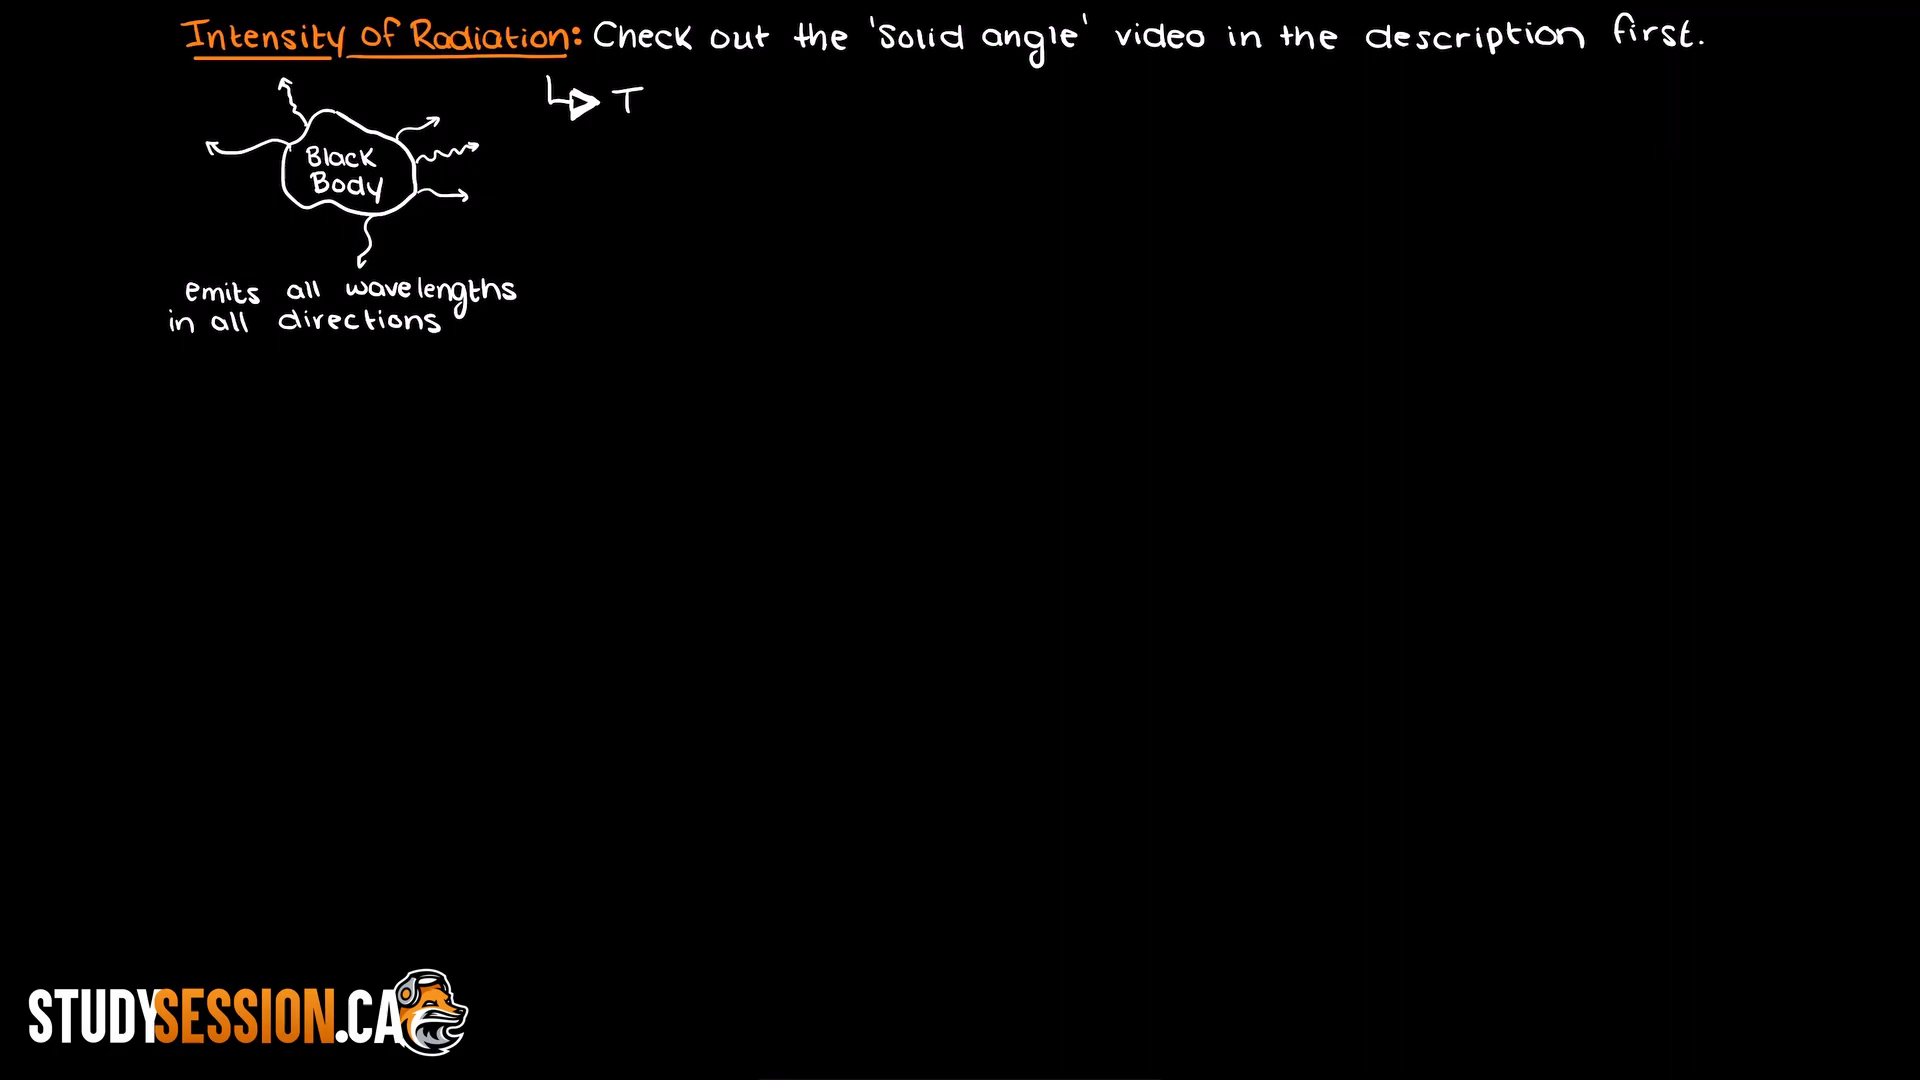 Intensity of Radiation: Check out the 'Solid angle' video in the description first.
T
Black
Body
emits all wavelengths
in all directions
STUDYSESSION.CA